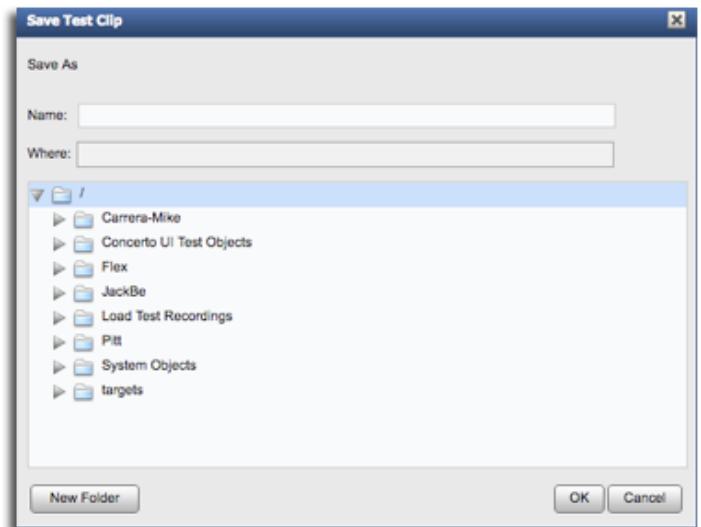 Save Test Clip
Save As
Name:
Where:
/
Carrera-Mike
Concerto UI Test Objects
Flex
JackBe
Load Test Recordings
Pitt
System Objects
targets
New Folder OK Cancel